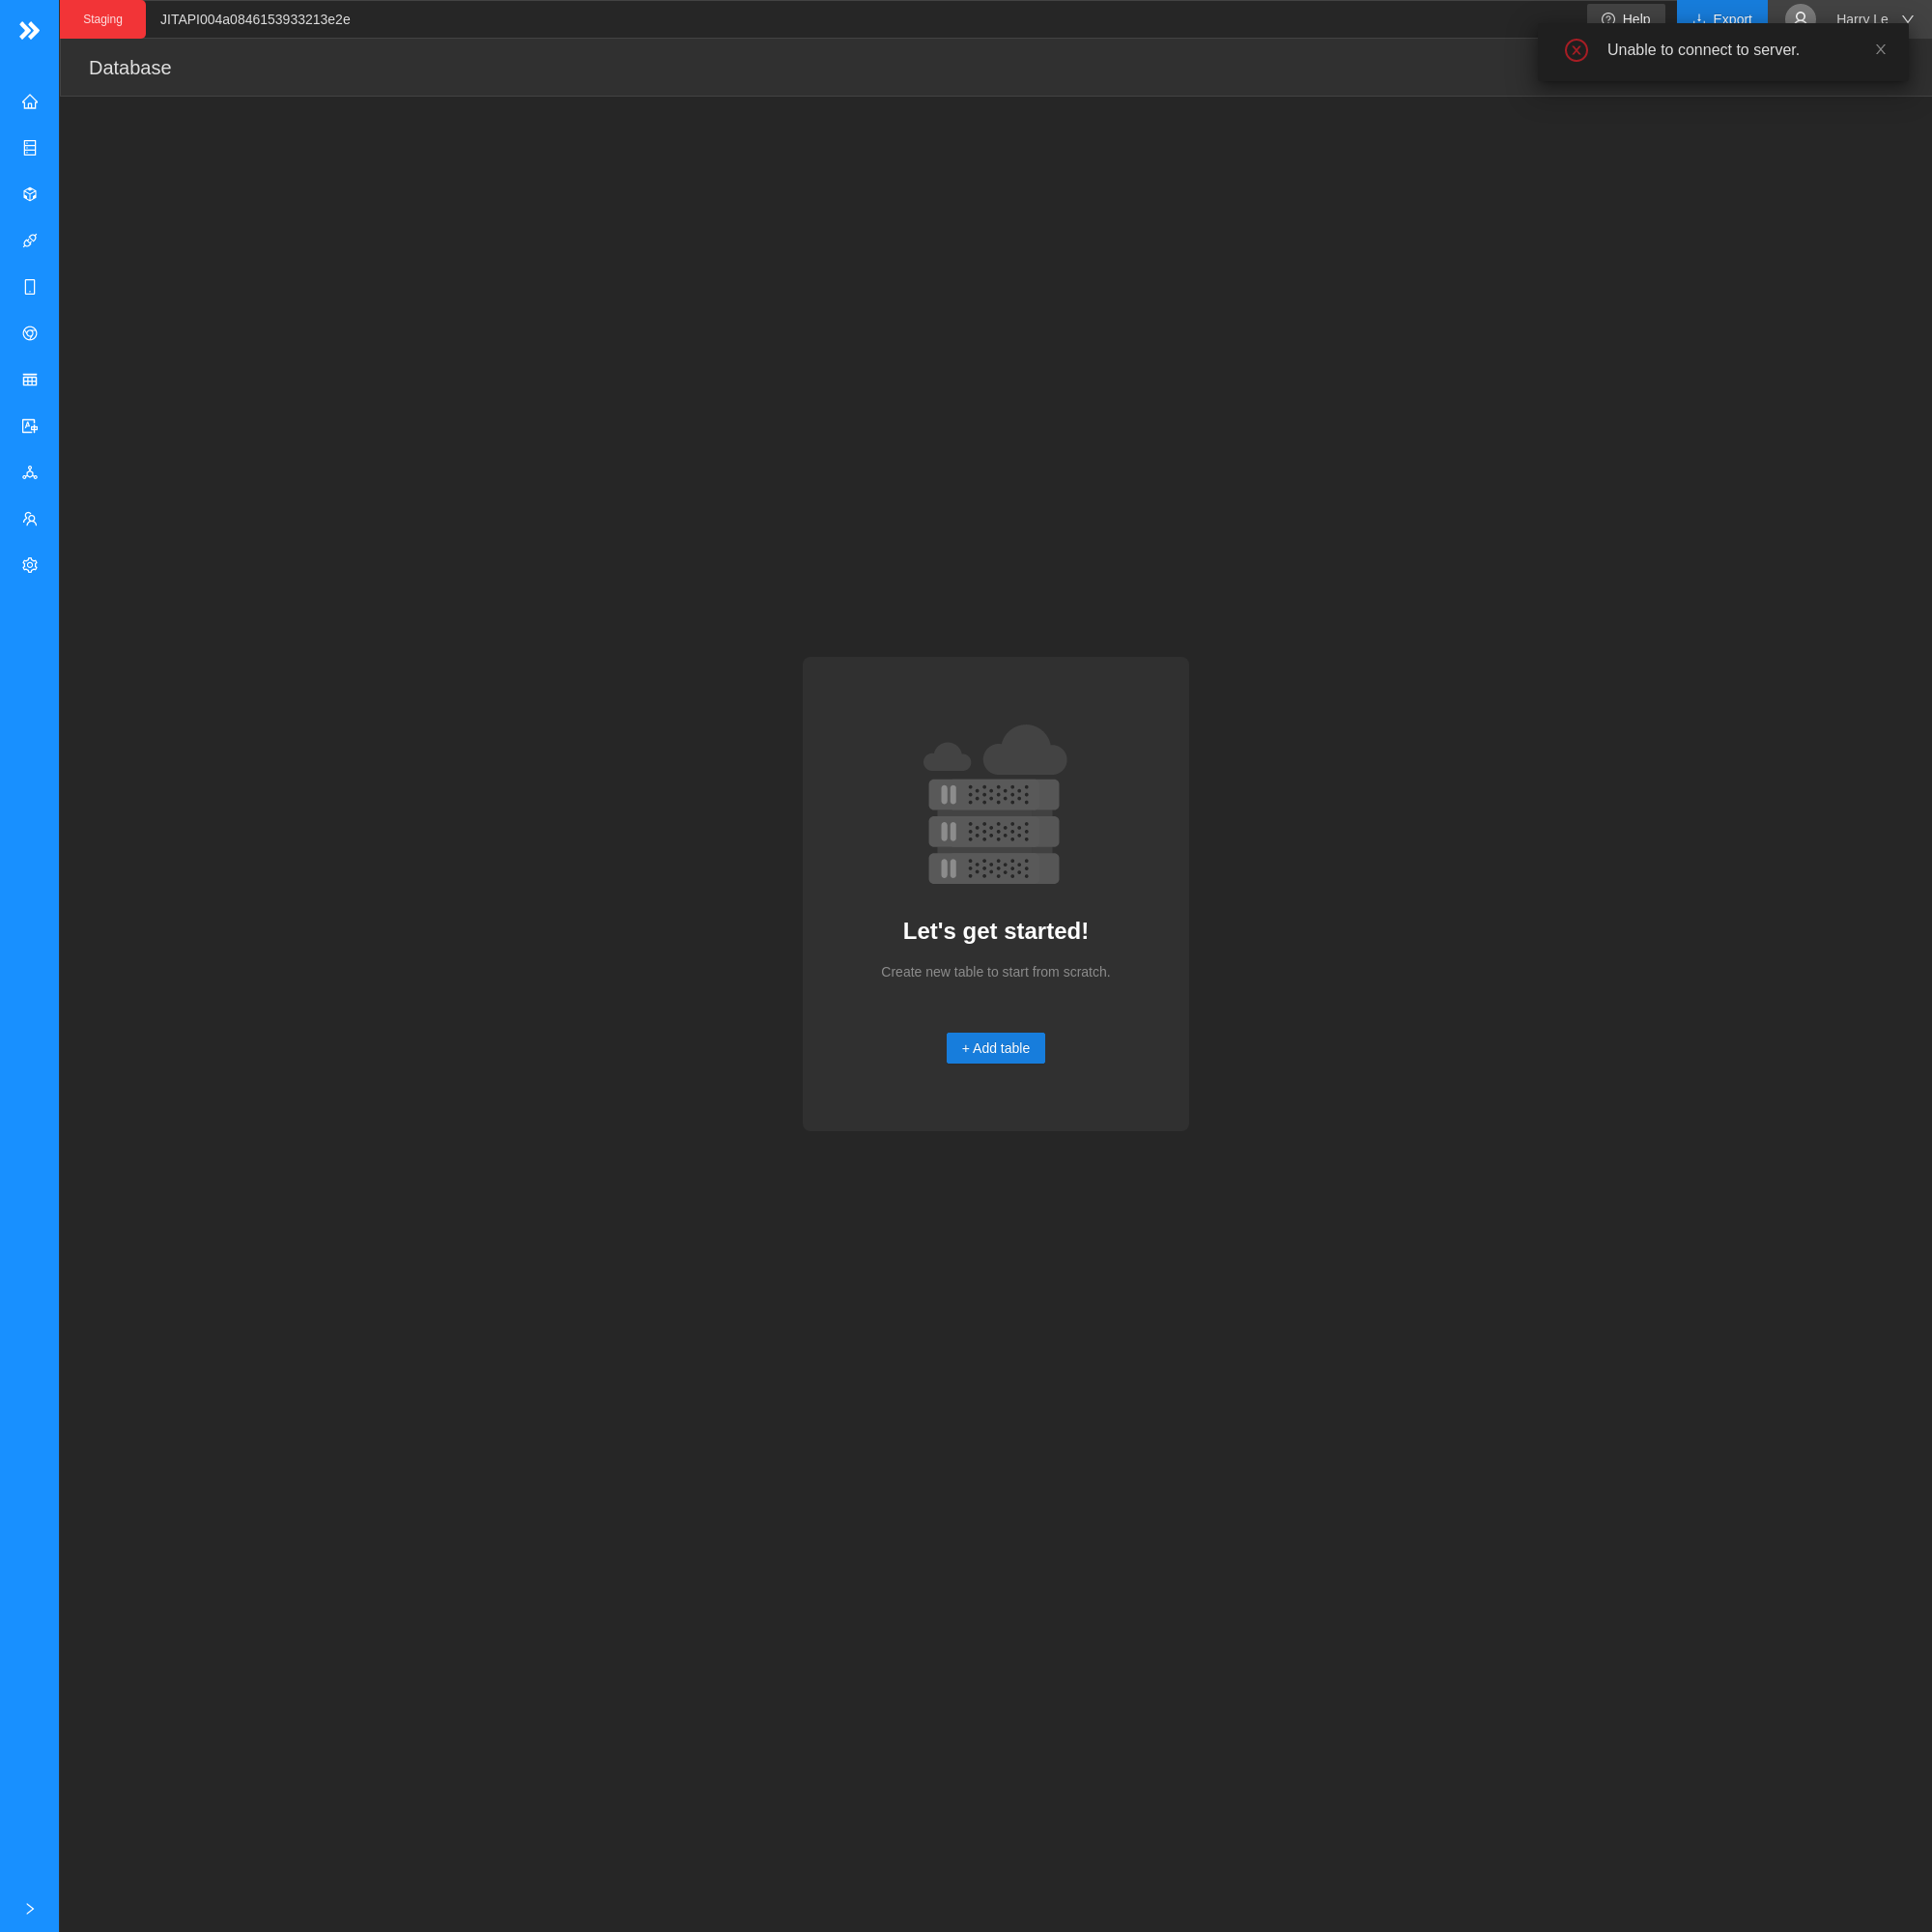 Staging
JITAPI004a0846153933213e2e
Help
Export
Harry Le
Database
Unable to connect to server.
Let's get started!
Create new table to start from scratch.
+ Add table